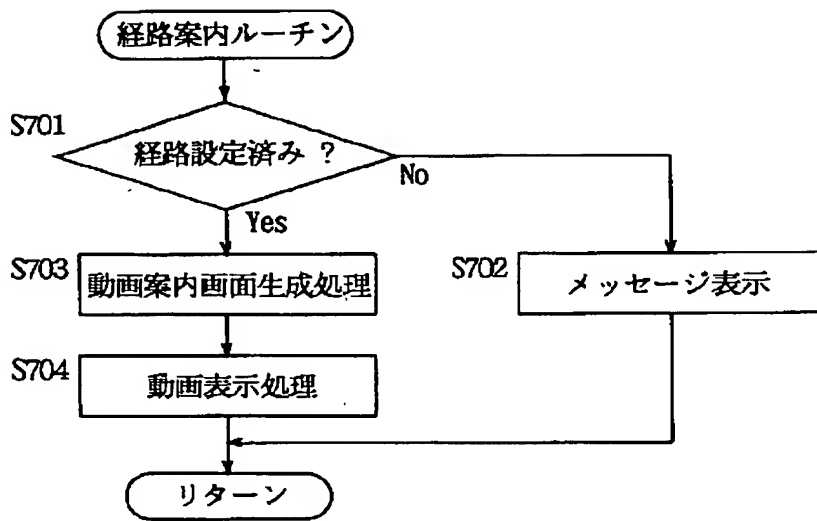 経路案内ルーチン
S701
経路設定済み ?
No
Yes
S703
動画案内画面生成処理
S702
メッセージ表示
S704
動画表示処理
リターン